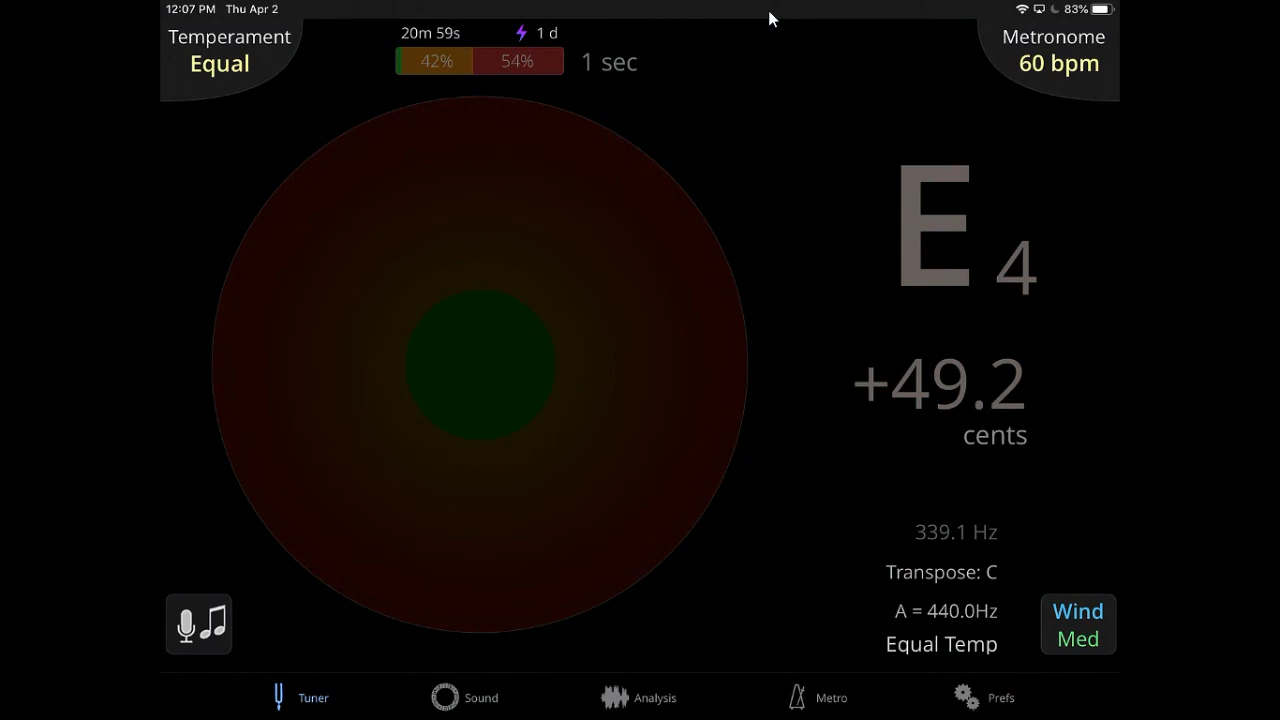 12:07 PM Thu Apr 2
83%
Temperament
Equal
20m 59s
1 d
42%
54%
1 sec
Metronome
60 bpm
E 4
+49.2
cents
339.1 Hz
Transpose: C
A = 440.0Hz
Equal Temp
Wind
Med
Tuner
Sound
Analysis
Metro
Prefs